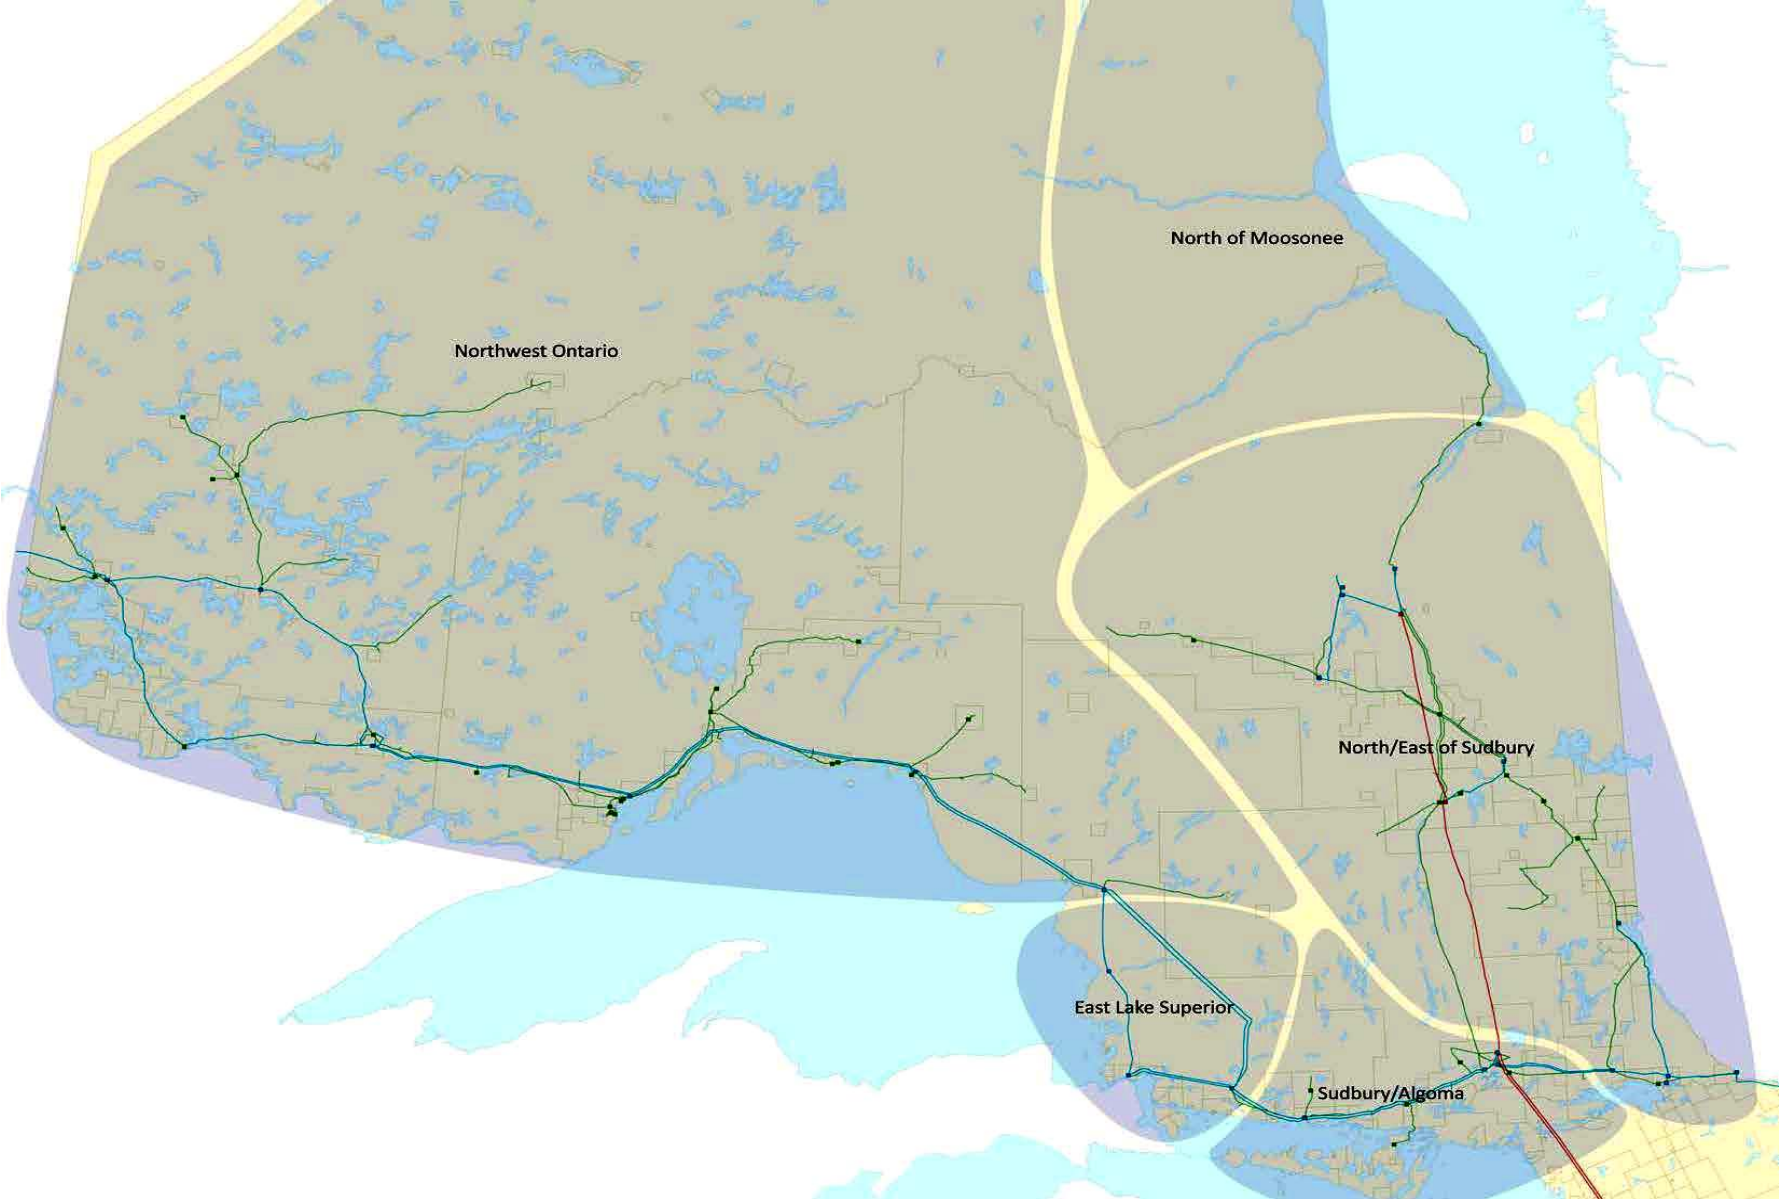 North of Moosonee
Northwest Ontario
North/East of Sudbury
East Lake Superior
Sudbury/Algoma